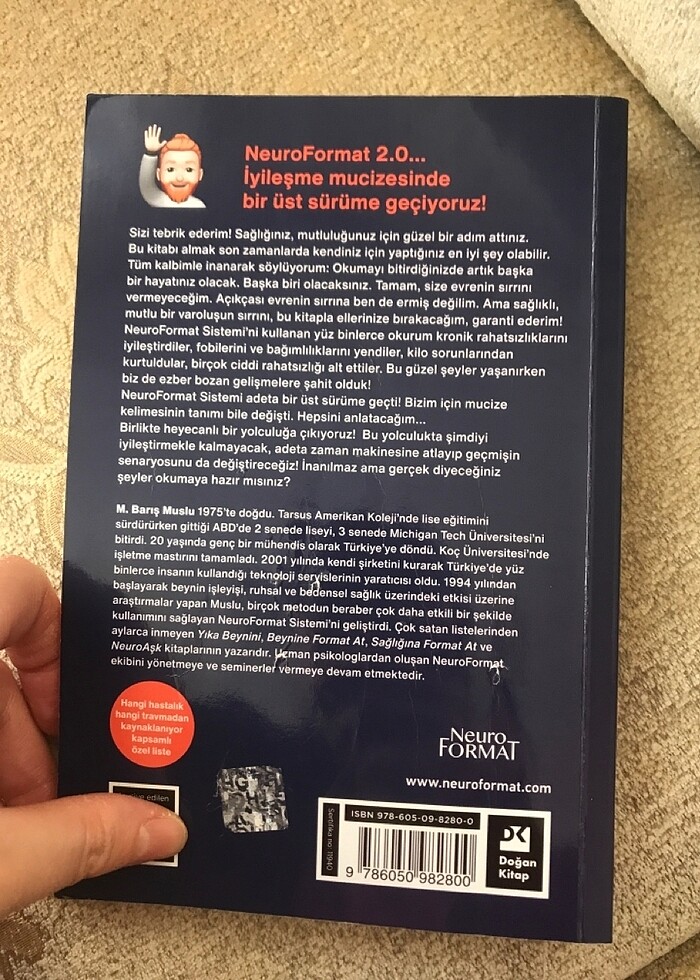 NeuroFormat 2.0...
İyileşme mucizesinde
bir üst sürüme geçiyoruz!
Sizi tebrik ederim! Sağlığınız, mutluluğunuz için güzel bir adım attınız.
Bu kitabı almak son zamanlarda kendiniz için yaptığınız en iyi şey olabilir.
Tüm kalbimle inanarak söylüyorum: Okumayı bitirdiğinizde artık başka
bir hayatınız olacak. Başka biri olacaksınız. Tamam, size evrenin sırrını
vermeyeceğim. Açıkçası evrenin sırrına ben de ermiş değilim. Ama sağlıklı,
mutlu bir varoluşun sırrını, bu kitapla ellerinize bırakacağım, garanti ederim!
NeuroFormat Sistemi'ni kullanan yüz binlerce okurum kronik rahatsızlıklarını
iyileştirdiler, fobilerini ve bağımlılıklarını yendiler, kilo sorunlarından
kurtuldular, birçok ciddi rahatsızlığı alt ettiler. Bu güzel şeyler yaşanırken
biz de ezber bozan gelişmelere şahit olduk!
NeuroFormat Sistemi adeta bir üst sürüme geçti! Bizim için mucize
kelimesinin tanımı bile değişti. Hepsini anlatacağım...
Birlikte heyecanlı bir yolculuğa çıkıyoruz! Bu yolculukta şimdiyi
iyileştirmekle kalmayacak, adeta zaman makinesine atlayıp geçmişin
senaryosunu da değiştireceğiz! İnanılmaz ama gerçek diyeceğiniz
şeyler okumaya hazır mısınız?
M. Barış Muslu 1975'te doğdu. Tarsus Amerikan Koleji'nde lise eğitimini
sürdürürken gittiği ABD'de 2 senede liseyi, 3 senede Michigan Tech Üniversitesi'ni
bitirdi. 20 yaşında genç bir mühendis olarak Türkiye'ye döndü. Koç Üniversitesi'nde
işletme mastırını tamamladı. 2001 yılında kendi şirketini kurarak Türkiye'de yüz
binlerce insanın kullandığı teknoloji servislerinin yaratıcısı oldu. 1994 yılından
başlayarak beynin işleyişi, ruhsal ve bedensel sağlık üzerindeki etkisi üzerine
araştırmalar yapan Muslu, birçok metodun beraber çok daha etkili bir şekilde
kullanımını sağlayan NeuroFormat Sistemi'ni geliştirdi. Çok satan listelerinden
aylarca inmeyen Yıka Beynini, Beynine Format At, Sağlığına Format At ve
NeuroAşk kitaplarının yazarıdır. Uzman psikologlardan oluşan NeuroFormat
ekibini yönetmeye ve seminerler vermeye devam etmektedir.
Hangi hastalık
hangi travmadan
kaynaklanıyor
kapsamlı
özel liste
Neuro
FORMAT
www.neuroformat.com
edilen
Sertifika no: 11940
ISBN 978-605-09-8280-0
9 786050 982800
DK
Doğan
Kitap